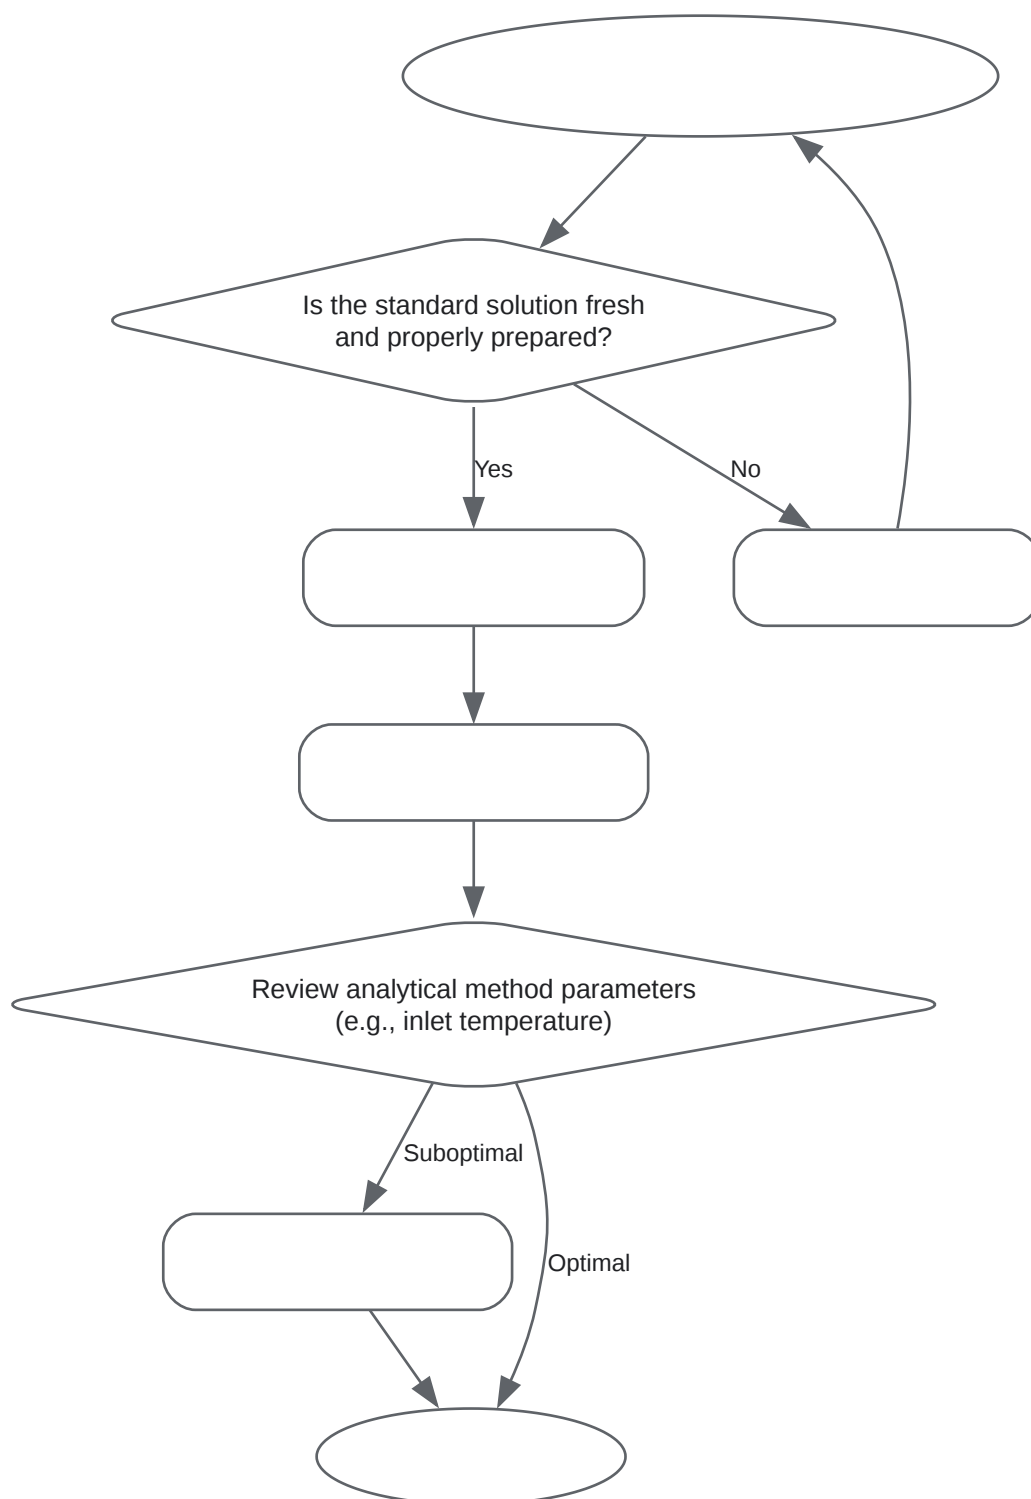 Is the standard solution fresh
and properly prepared?
Yes
No
Review analytical method parameters
(e.g., inlet temperature)
Suboptimal
Optimal